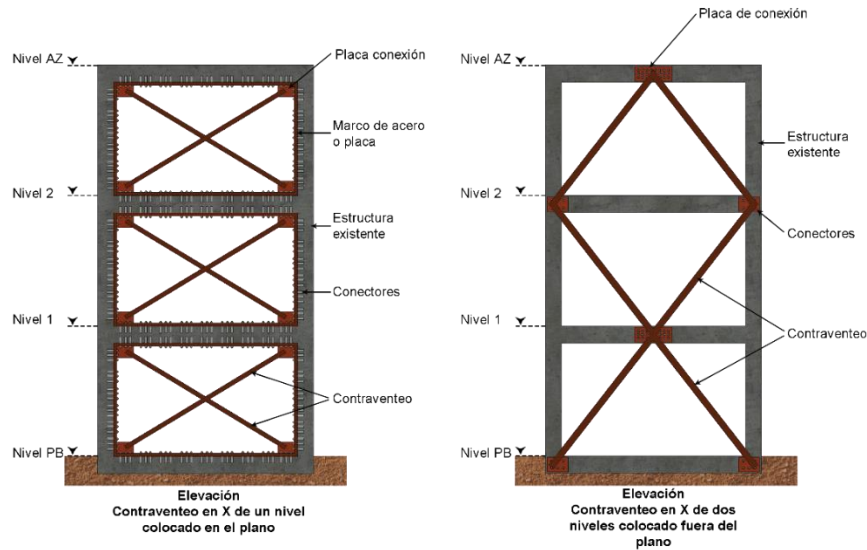 Nivel AZ
Placa conexión
Marco de acero
o placa
Nivel 2
Estructura
existente
Conectores
Nivel 1
Contraventeo
Nivel PB
Elevación
Contraventeo en X de un nivel
colocado en el plano
Placa de conexión
Nivel AZ
Estructura
existente
Nivel 2
Conectores
Nivel 1
Contraventeo
Nivel PB
Elevación
Contraventeo en X de dos
niveles colocado fuera del
plano